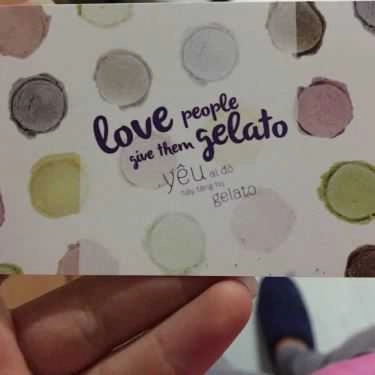 love people
give them gelato
yêu ai đó
hãy tặng họ
gelato